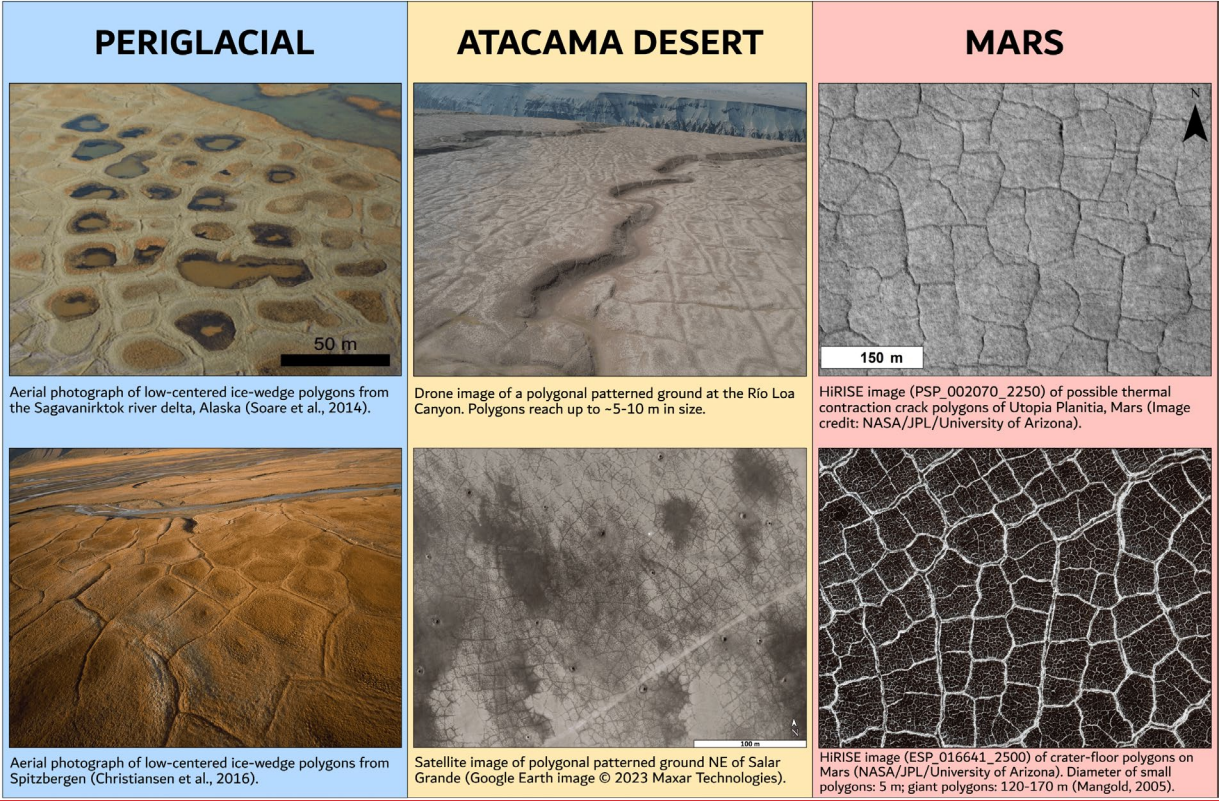 PERIGLACIAL
50 m
Aerial photograph of low-centered ice-wedge polygons from
the Sagavanirktok river delta, Alaska (Soare et al., 2014).
Aerial photograph of low-centered ice-wedge polygons from
Spitzbergen (Christiansen et al., 2016).
ATACAMA DESERT
Drone image of a polygonal patterned ground at the Río Loa
Canyon. Polygons reach up to ~5-10 m in size.
N
100 m
Satellite image of polygonal patterned ground NE of Salar
Grande (Google Earth image © 2023 Maxar Technologies).
MARS
N
150 m
HiRISE image (PSP_002070_2250) of possible thermal
contraction crack polygons of Utopia Planitia, Mars (Image
credit: NASA/JPL/University of Arizona).
HiRISE image (ESP_016641_2500) of crater-floor polygons on
Mars (NASA/JPL/University of Arizona). Diameter of small
polygons: 5 m; giant polygons: 120-170 m (Mangold, 2005).